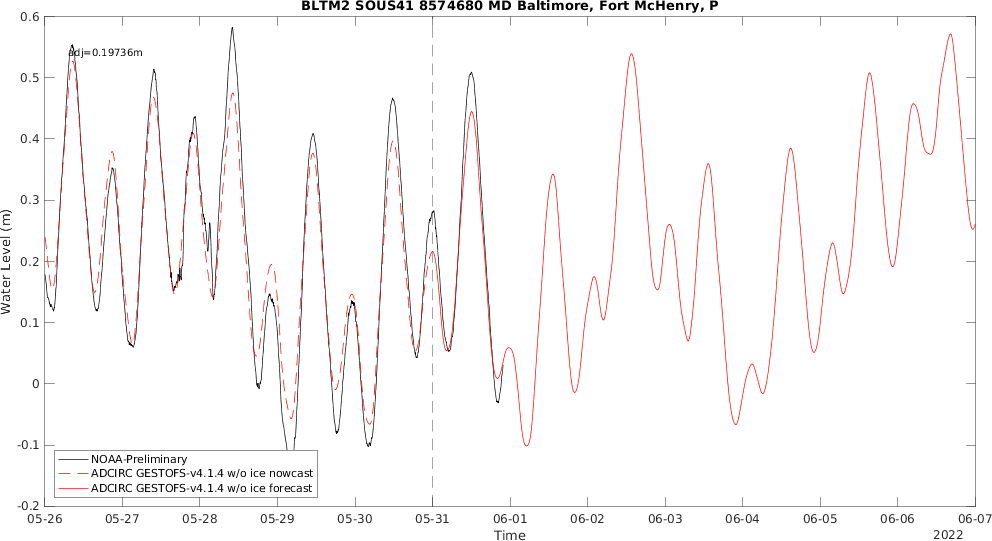 BLTM2 SOUS41 8574680 MD Baltimore, Fort McHenry, P
adj=0.19736m
Water Level (m)
0.6
0.5
0.4
0.3
0.2
0.1
0
-0.1
-0.2
NOAA-Preliminary
ADCIRC GESTOFS-v4.1.4 w/o ice nowcast
ADCIRC GESTOFS-v4.1.4 w/o ice forecast
05-26 05-27 05-28 05-29 05-30 05-31 06-01 06-02 06-03 06-04 06-05 06-06 06-07
Time
2022